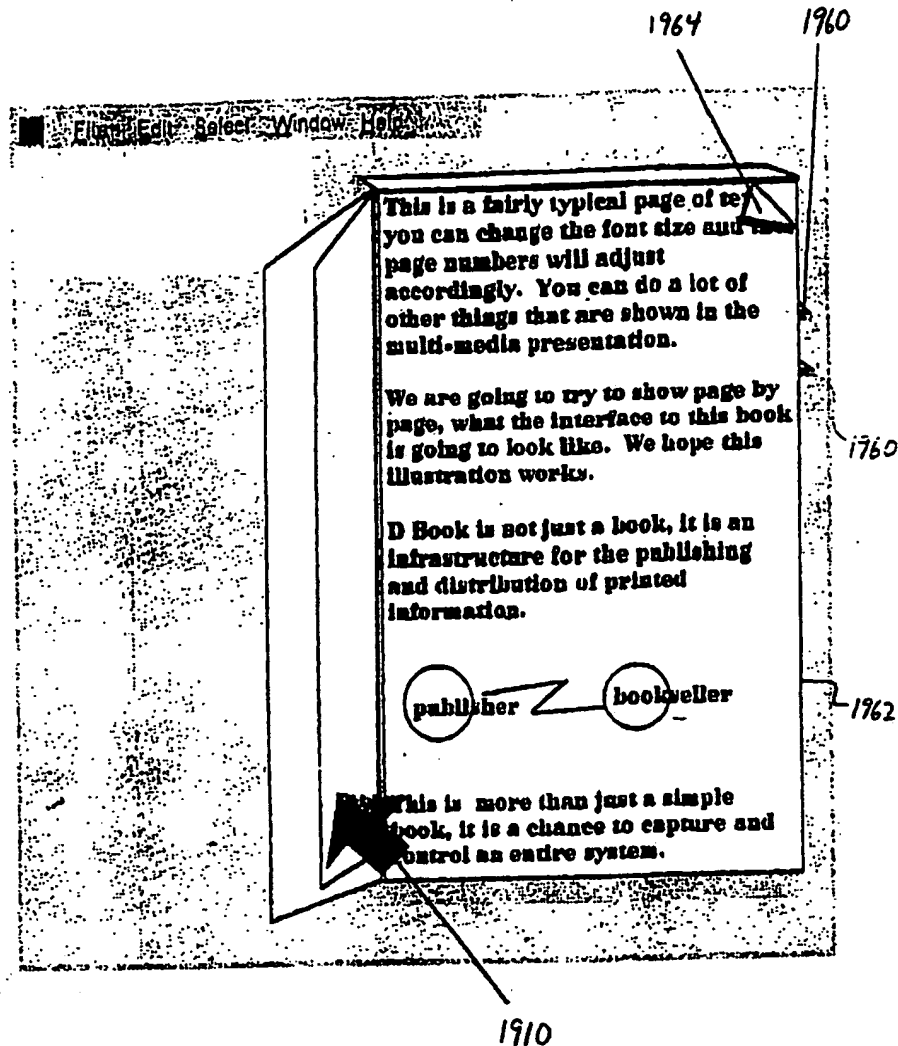 1964 1960
File Edit Select Window Help
This is a fairly typical page of
you can change the font size and
page numbers will adjust
accordingly. You can do a lot of
other things that are shown in the
multi-media presentation.
1960
We are going to try to show page by
page, what the interface to this book
is going to look like. We hope this
illustration works.
D Book is not just a book, it is an
infrastructure for the publishing
and distribution of printed
information.
publisher bookseller
1962
This is more than just a simple
book, it is a chance to capture and
control an entire system.
1910